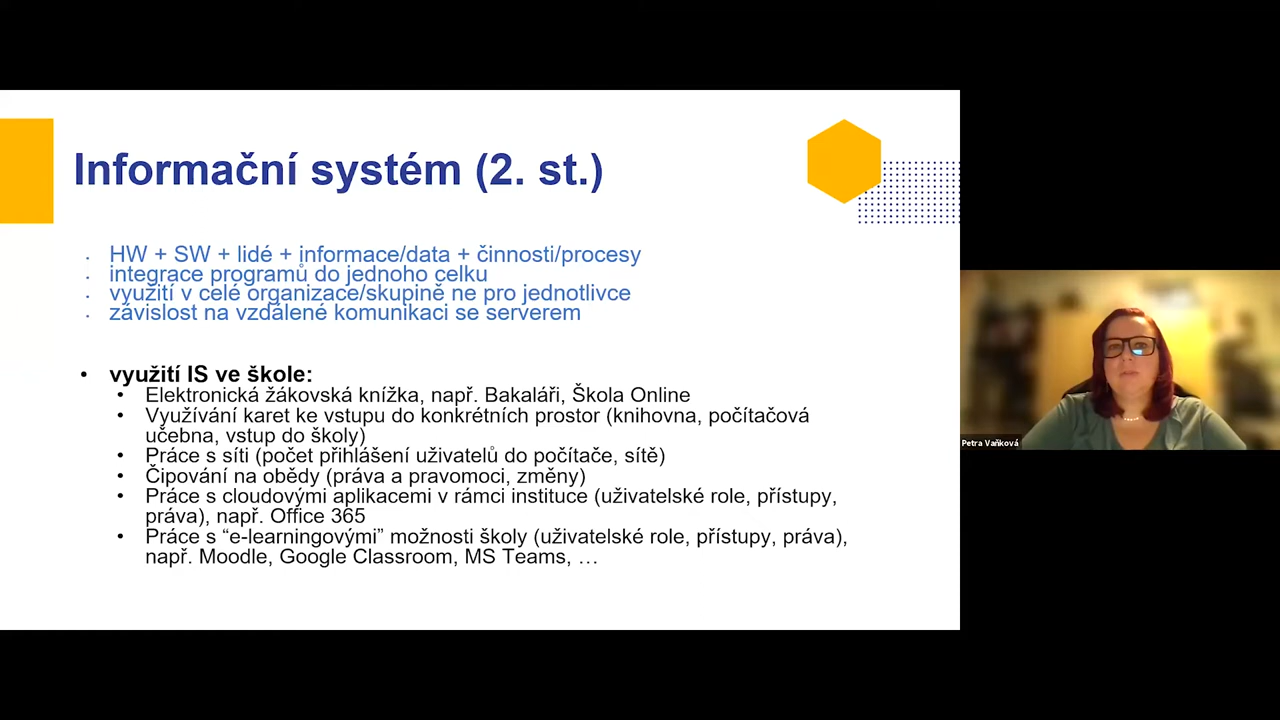 Informační systém (2. st.)
• HW + SW + lidé + informace/data + činnosti/procesy
• integrace programů do jednoho celku
• využití v celé organizace/skupině ne pro jednotlivce
• závislost na vzdálené komunikaci se serverem
• využití IS ve škole:
• Elektronická žákovská knížka, např. Bakaláři, Škola Online
• Využívání karet ke vstupu do konkrétních prostor (knihovna, počítačová
učebna, vstup do školy)
• Práce s síti (počet přihlášení uživatelů do počítače, sítě)
• Čipování na obědy (práva a pravomoci, změny)
• Práce s cloudovými aplikacemi v rámci instituce (uživatelské role, přístupy,
práva), např. Office 365
• Práce s “e-learningovými” možnosti školy (uživatelské role, přístupy, práva),
např. Moodle, Google Classroom, MS Teams, …
Petra Vaňková